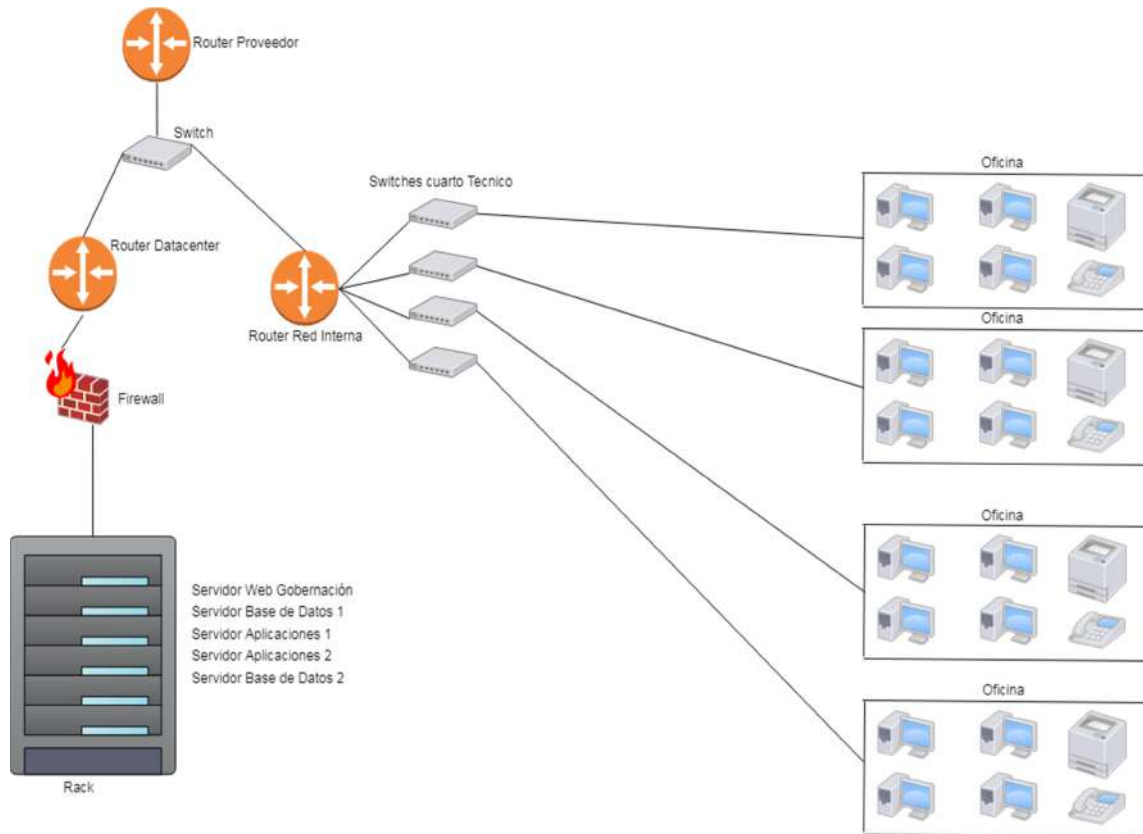 Router Proveedor
Switch
Router Datacenter
Firewall
Router Red Interna
Switches cuarto Tecnico
Oficina
Oficina
Oficina
Oficina
Servidor Web Gobernación
Servidor Base de Datos 1
Servidor Aplicaciones 1
Servidor Aplicaciones 2
Servidor Base de Datos 2
Rack